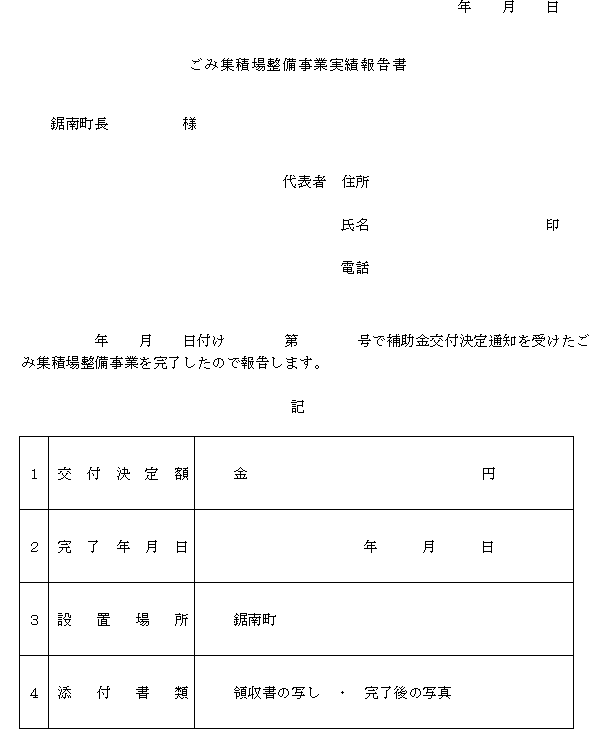 年　　月　　日
ごみ集積場整備事業実績報告書
鋸南町長　　　　　様
代表者　住所
氏名　　　　　　　　　　　　印
電話
年　　月　　日付け　　　　第　　　　号で補助金交付決定通知を受けたご
み集積場整備事業を完了したので報告します。
記
1　交付決定額　金　　　　　　　　円
2　完了年月日　　　　年　　　月　　　日
3　設置場所　鋸南町
4　添付書類　領収書の写し　・　完了後の写真